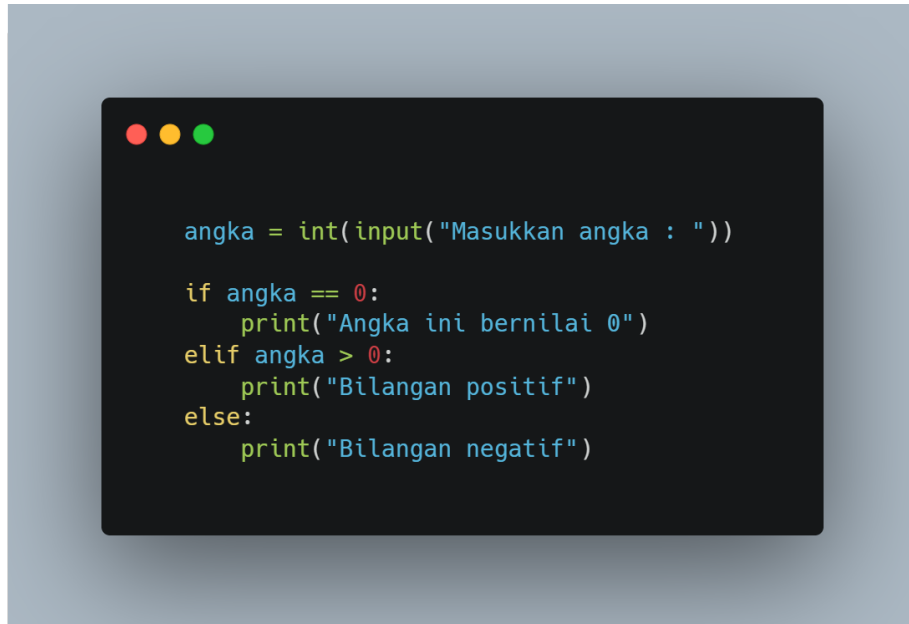 angka = int(input("Masukkan angka : "))
if angka == 0:
    print("Angka ini bernilai 0")
elif angka > 0:
    print("Bilangan positif")
else:
    print("Bilangan negatif")